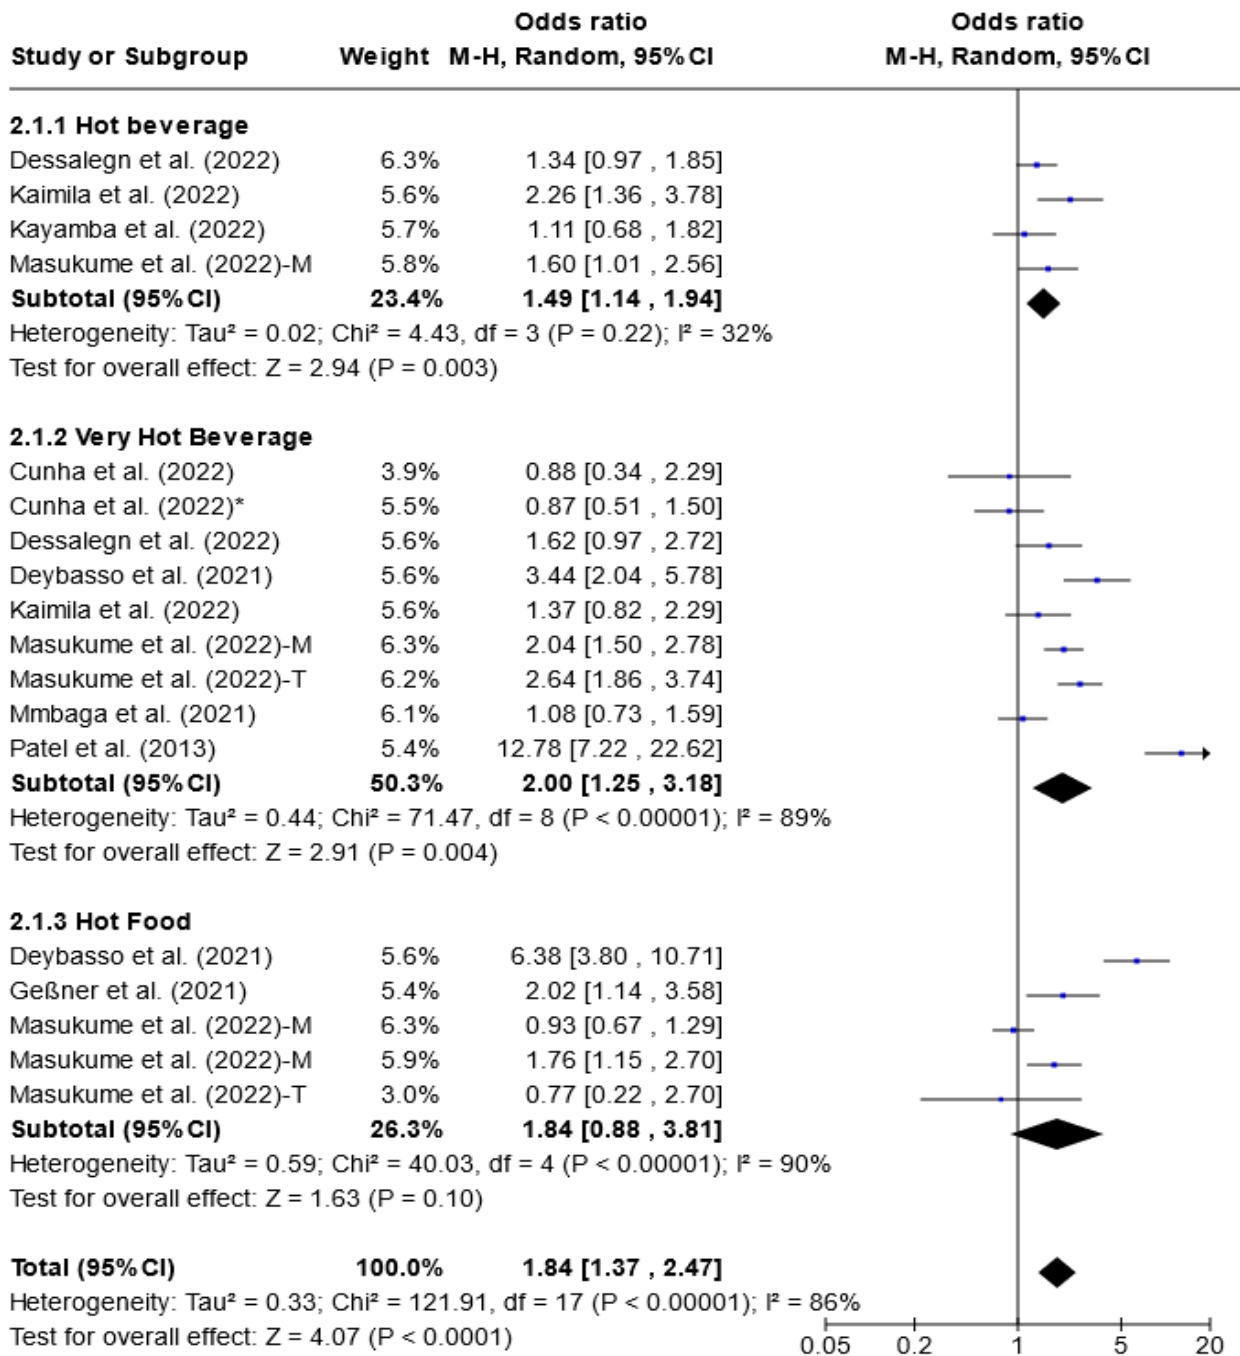 Odds ratio Odds ratio
Study or Subgroup Weight M-H, Random, 95% CI M-H, Random, 95% CI
2.1.1 Hot beverage
Dessalegn et al. (2022) 6.3% 1.34 [0.97 , 1.85]
Kaimila et al. (2022) 5.6% 2.26 [1.36 , 3.78]
Kayamba et al. (2022) 5.7% 1.11 [0.68 , 1.82]
Masukume et al. (2022)-M 5.8% 1.60 [1.01 , 2.56]
Subtotal (95% CI) 23.4% 1.49 [1.14 , 1.94]
Heterogeneity: Tau² = 0.02; Chi² = 4.43, df = 3 (P = 0.22); I² = 32%
Test for overall effect: Z = 2.94 (P = 0.003)
2.1.2 Very Hot Beverage
Cunha et al. (2022) 3.9% 0.88 [0.34 , 2.29]
Cunha et al. (2022)* 5.5% 0.87 [0.51 , 1.50]
Dessalegn et al. (2022) 5.6% 1.62 [0.97 , 2.72]
Deybasso et al. (2021) 5.6% 3.44 [2.04 , 5.78]
Kaimila et al. (2022) 5.6% 1.37 [0.82 , 2.29]
Masukume et al. (2022)-M 6.3% 2.04 [1.50 , 2.78]
Masukume et al. (2022)-T 6.2% 2.64 [1.86 , 3.74]
Mmbaga et al. (2021) 6.1% 1.08 [0.73 , 1.59]
Patel et al. (2013) 5.4% 12.78 [7.22 , 22.62]
Subtotal (95% CI) 50.3% 2.00 [1.25 , 3.18]
Heterogeneity: Tau² = 0.44; Chi² = 71.47, df = 8 (P < 0.00001); I² = 89%
Test for overall effect: Z = 2.91 (P = 0.004)
2.1.3 Hot Food
Deybasso et al. (2021) 5.6% 6.38 [3.80 , 10.71]
Geßner et al. (2021) 5.4% 2.02 [1.14 , 3.58]
Masukume et al. (2022)-M 6.3% 0.93 [0.67 , 1.29]
Masukume et al. (2022)-M 5.9% 1.76 [1.15 , 2.70]
Masukume et al. (2022)-T 3.0% 0.77 [0.22 , 2.70]
Subtotal (95% CI) 26.3% 1.84 [0.88 , 3.81]
Heterogeneity: Tau² = 0.59; Chi² = 40.03, df = 4 (P < 0.00001); I² = 90%
Test for overall effect: Z = 1.63 (P = 0.10)
Total (95% CI) 100.0% 1.84 [1.37 , 2.47]
Heterogeneity: Tau² = 0.33; Chi² = 121.91, df = 17 (P < 0.00001); I² = 86%
Test for overall effect: Z = 4.07 (P < 0.0001)
0.05 0.2 1 5 20